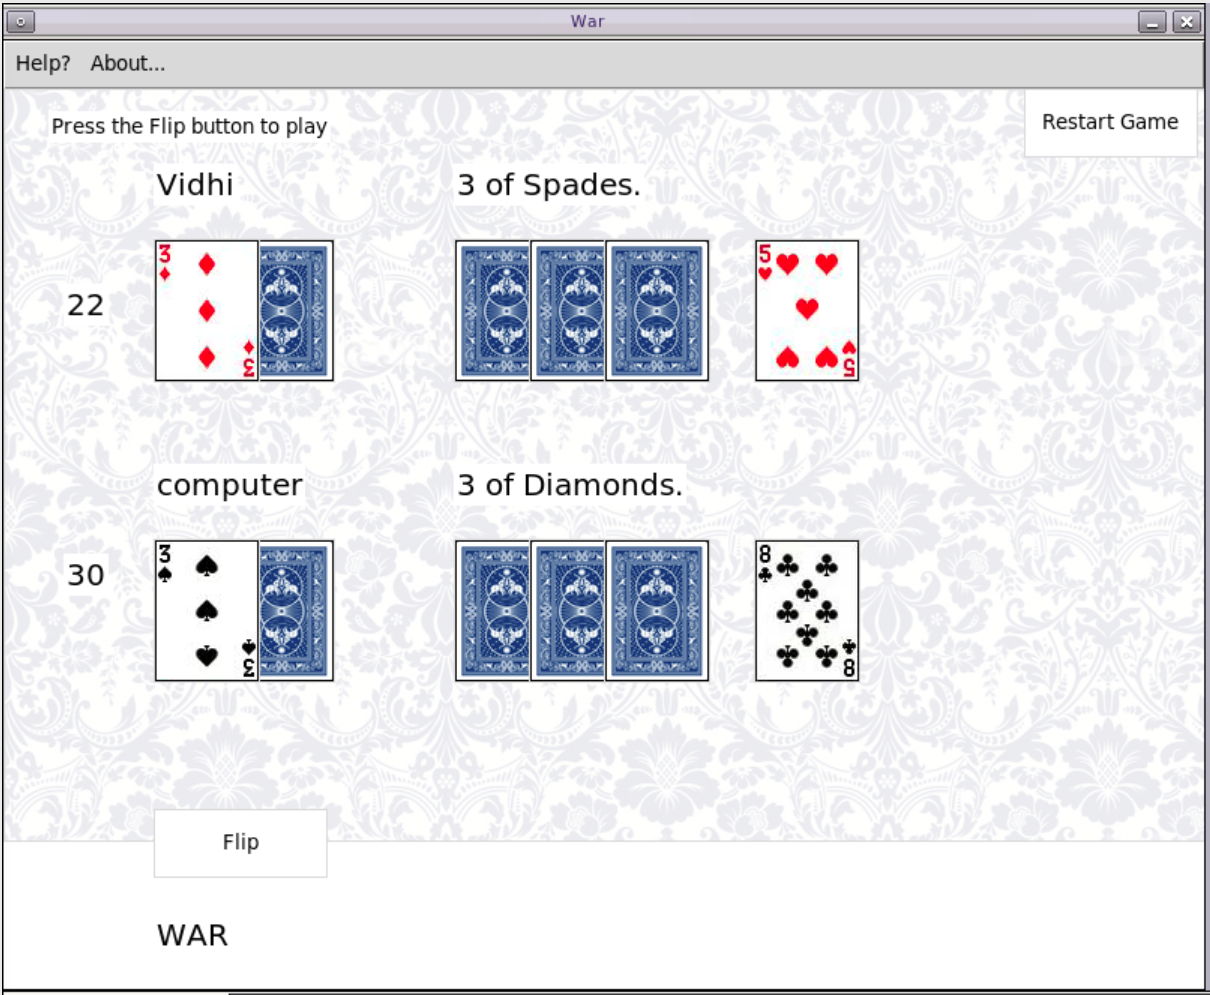 War
Help? About...
Press the Flip button to play
Restart Game
Vidhi
3 of Spades.
22
3
3
5
5
computer
3 of Diamonds.
30
3
3
8
8
Flip
WAR